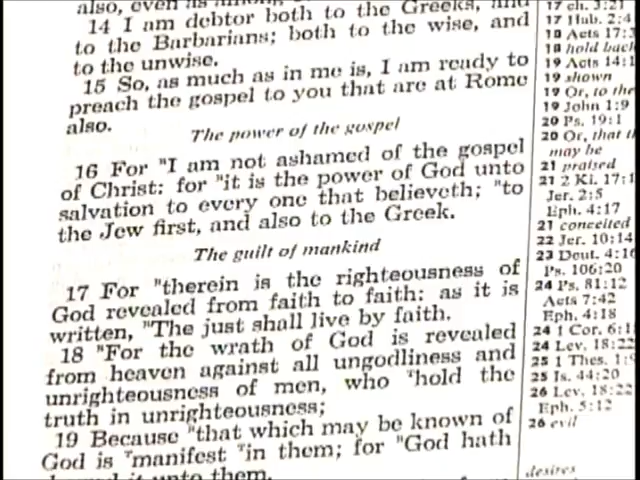 also, even as among
14 I am debtor both to the Greeks, and
to the Barbarians; both to the wise, and
to the unwise.
15 So, as much as in me is, I am ready to
preach the gospel to you that are at Rome
also.
The power of the gospel
16 For "I am not ashamed of the gospel
of Christ: for "it is the power of God unto
salvation to every one that believeth; "to
the Jew first, and also to the Greek.
The guilt of mankind
17 For "therein is the righteousness of
God revealed from faith to faith: as it is
written, "The just shall live by faith.
18 "For the wrath of God is revealed
from heaven against all ungodliness and
unrighteousness of men, who "hold the
truth in unrighteousness;
19 Because "that which may be known of
God is "manifest "in them; for "God hath
it unto them.
17 ch. 3:21
17 Hab. 2:4
18 Acts 17:3
18 hold back
19 Acts 14:1
19 shown
19 Or, to the
19 John 1:9
20 Ps. 19:1
20 Or, that t
may be
21 praised
21 2 Ki. 17:1
Jer. 2:5
Eph. 4:17
21 conceited
22 Jer. 10:14
23 Deut. 4:16
Ps. 106:20
24 Ps. 81:12
Acts 7:42
Eph. 4:18
24 1 Cor. 6:1
24 Lev. 18:22
25 1 Thes. 1:9
25 Is. 44:20
26 Lev. 18:22
Eph. 5:12
26 evil
desires